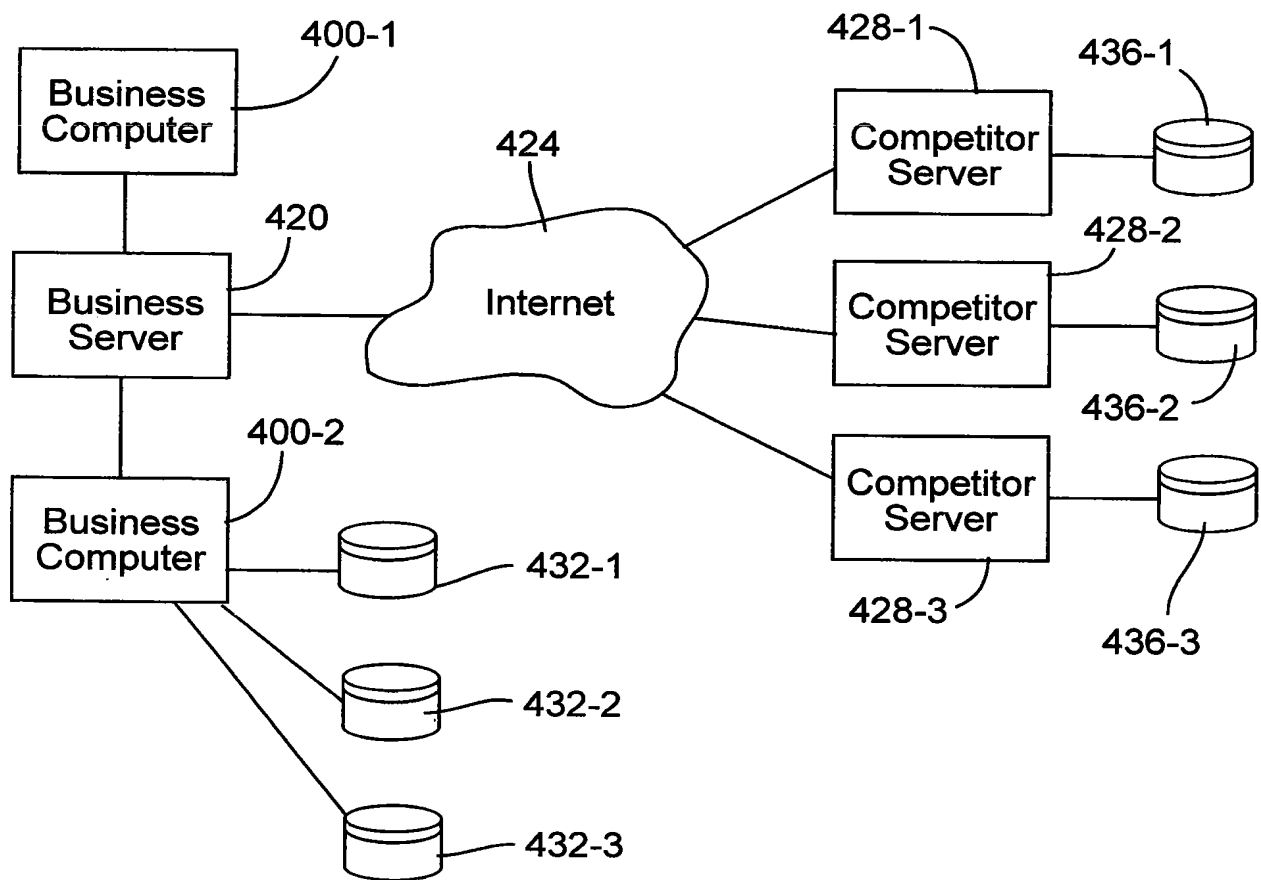 400-1
Business
Computer
420
Business
Server
400-2
Business
Computer
432-1
432-2
432-3
424
Internet
428-1
Competitor
Server
436-1
428-2
Competitor
Server
436-2
Competitor
Server
428-3
436-3